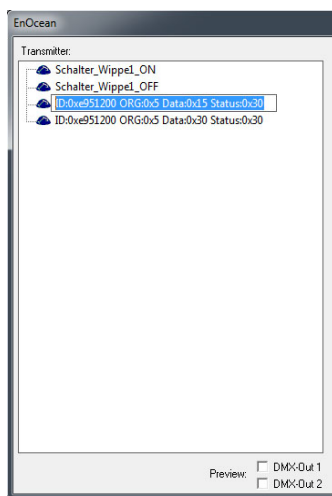 EnOcean
Transmitter:
Schalter_Wippe1_ON
Schalter_Wippe1_OFF
ID:0xe951200 ORG:0x5 Data:0x15 Status:0x30
ID:0xe951200 ORG:0x5 Data:0x30 Status:0x30
Preview: DMX-Out 1
DMX-Out 2